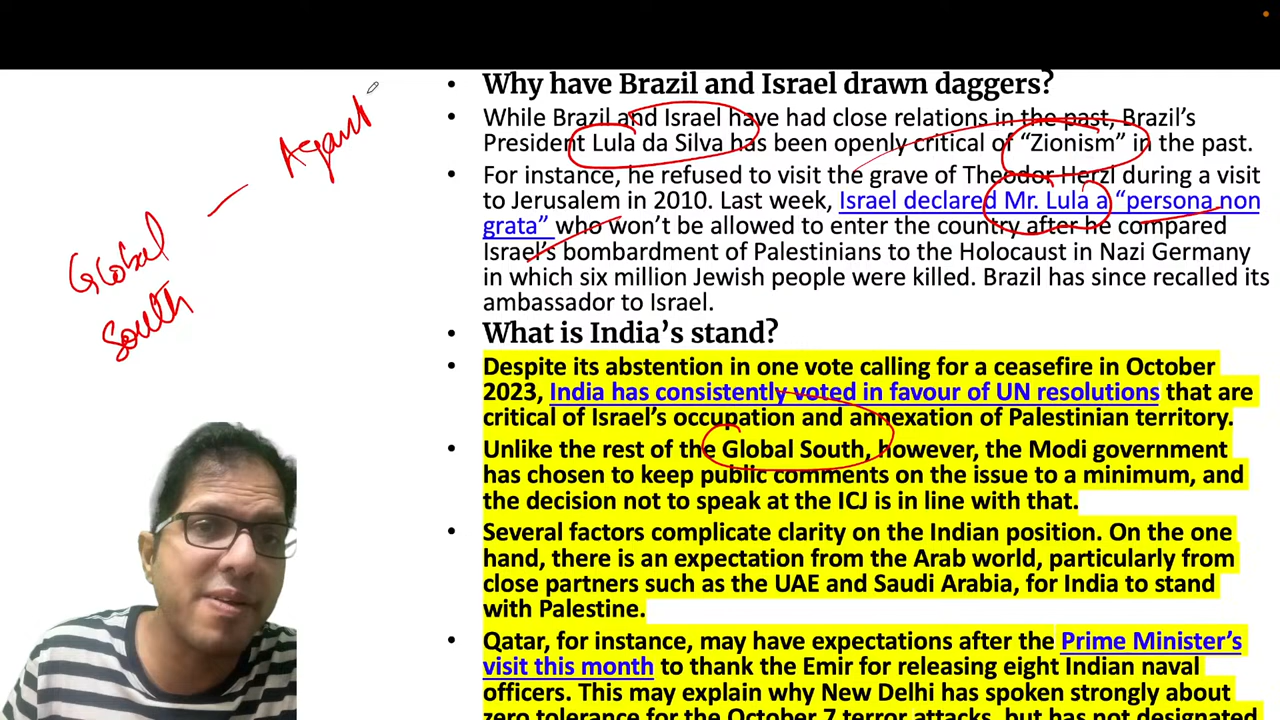 • Why have Brazil and Israel drawn daggers?
• While Brazil and Israel have had close relations in the past, Brazil’s
President Lula da Silva has been openly critical of “Zionism” in the past.
• For instance, he refused to visit the grave of Theodor Herzl during a visit
to Jerusalem in 2010. Last week, Israel declared Mr. Lula a “persona non
grata” who won’t be allowed to enter the country after he compared
Israel’s bombardment of Palestinians to the Holocaust in Nazi Germany
in which six million Jewish people were killed. Brazil has since recalled its
ambassador to Israel.
• What is India’s stand?
• Despite its abstention in one vote calling for a ceasefire in October
2023, India has consistently voted in favour of UN resolutions that are
critical of Israel’s occupation and annexation of Palestinian territory.
• Unlike the rest of the Global South, however, the Modi government
has chosen to keep public comments on the issue to a minimum, and
the decision not to speak at the ICJ is in line with that.
• Several factors complicate clarity on the Indian position. On the one
hand, there is an expectation from the Arab world, particularly from
close partners such as the UAE and Saudi Arabia, for India to stand
with Palestine.
• Qatar, for instance, may have expectations after the Prime Minister’s
visit this month to thank the Emir for releasing eight Indian naval
officers. This may explain why New Delhi has spoken strongly about
zero tolerance for the October 7 terror attacks, but has not designated
Global
South